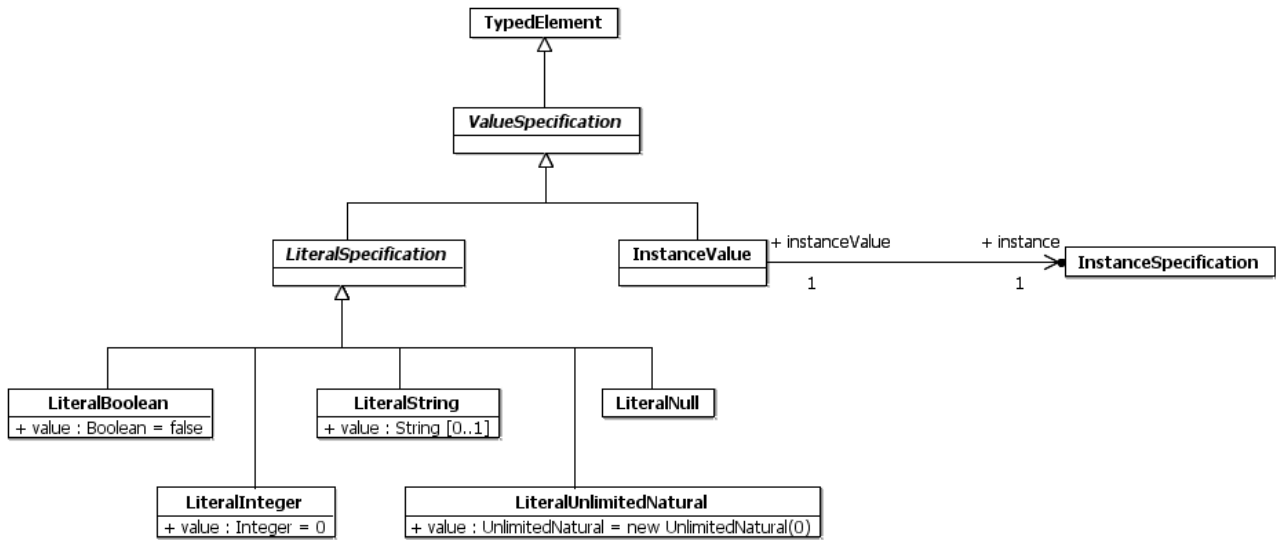 TypedElement
ValueSpecification
LiteralSpecification
InstanceValue
+ instanceValue
+ instance
1
1
InstanceSpecification
LiteralBoolean
+ value : Boolean = false
LiteralString
+ value : String [0..1]
LiteralNull
LiteralInteger
+ value : Integer = 0
LiteralUnlimitedNatural
+ value : UnlimitedNatural = new UnlimitedNatural(0)